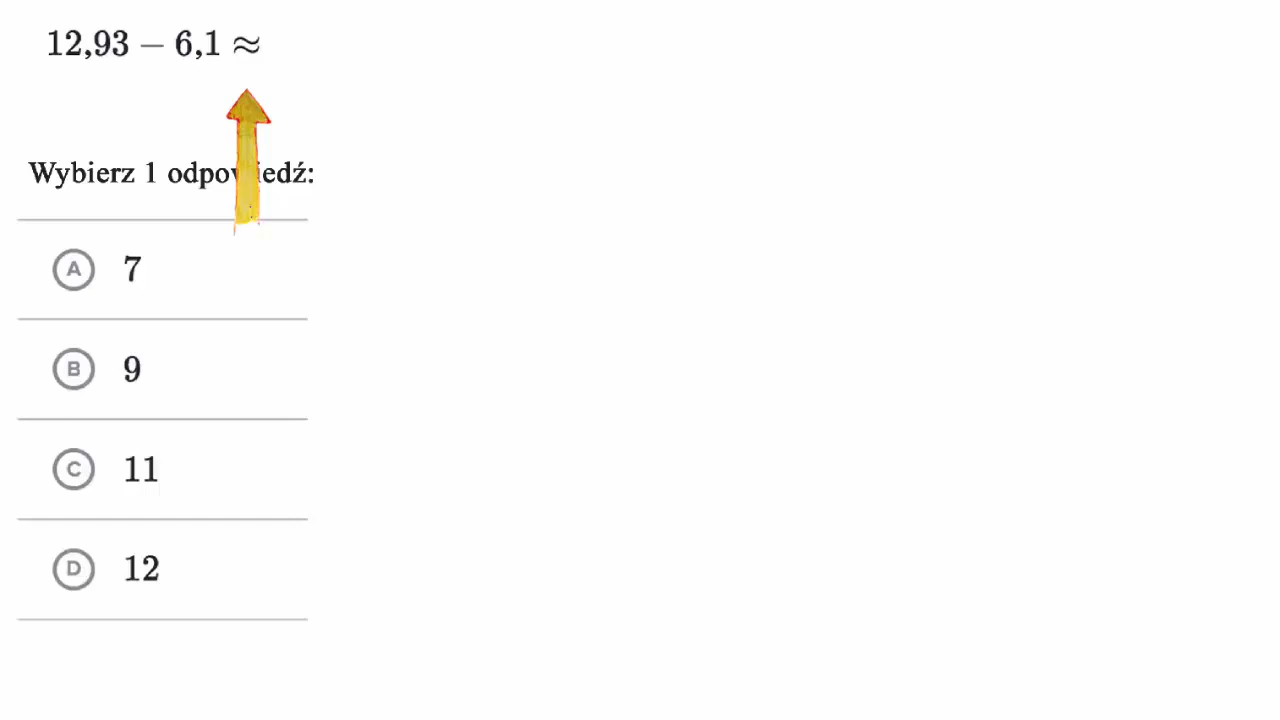 12,93 − 6,1 ≈
Wybierz 1 odpowiedź:
A 7
B 9
C 11
D 12